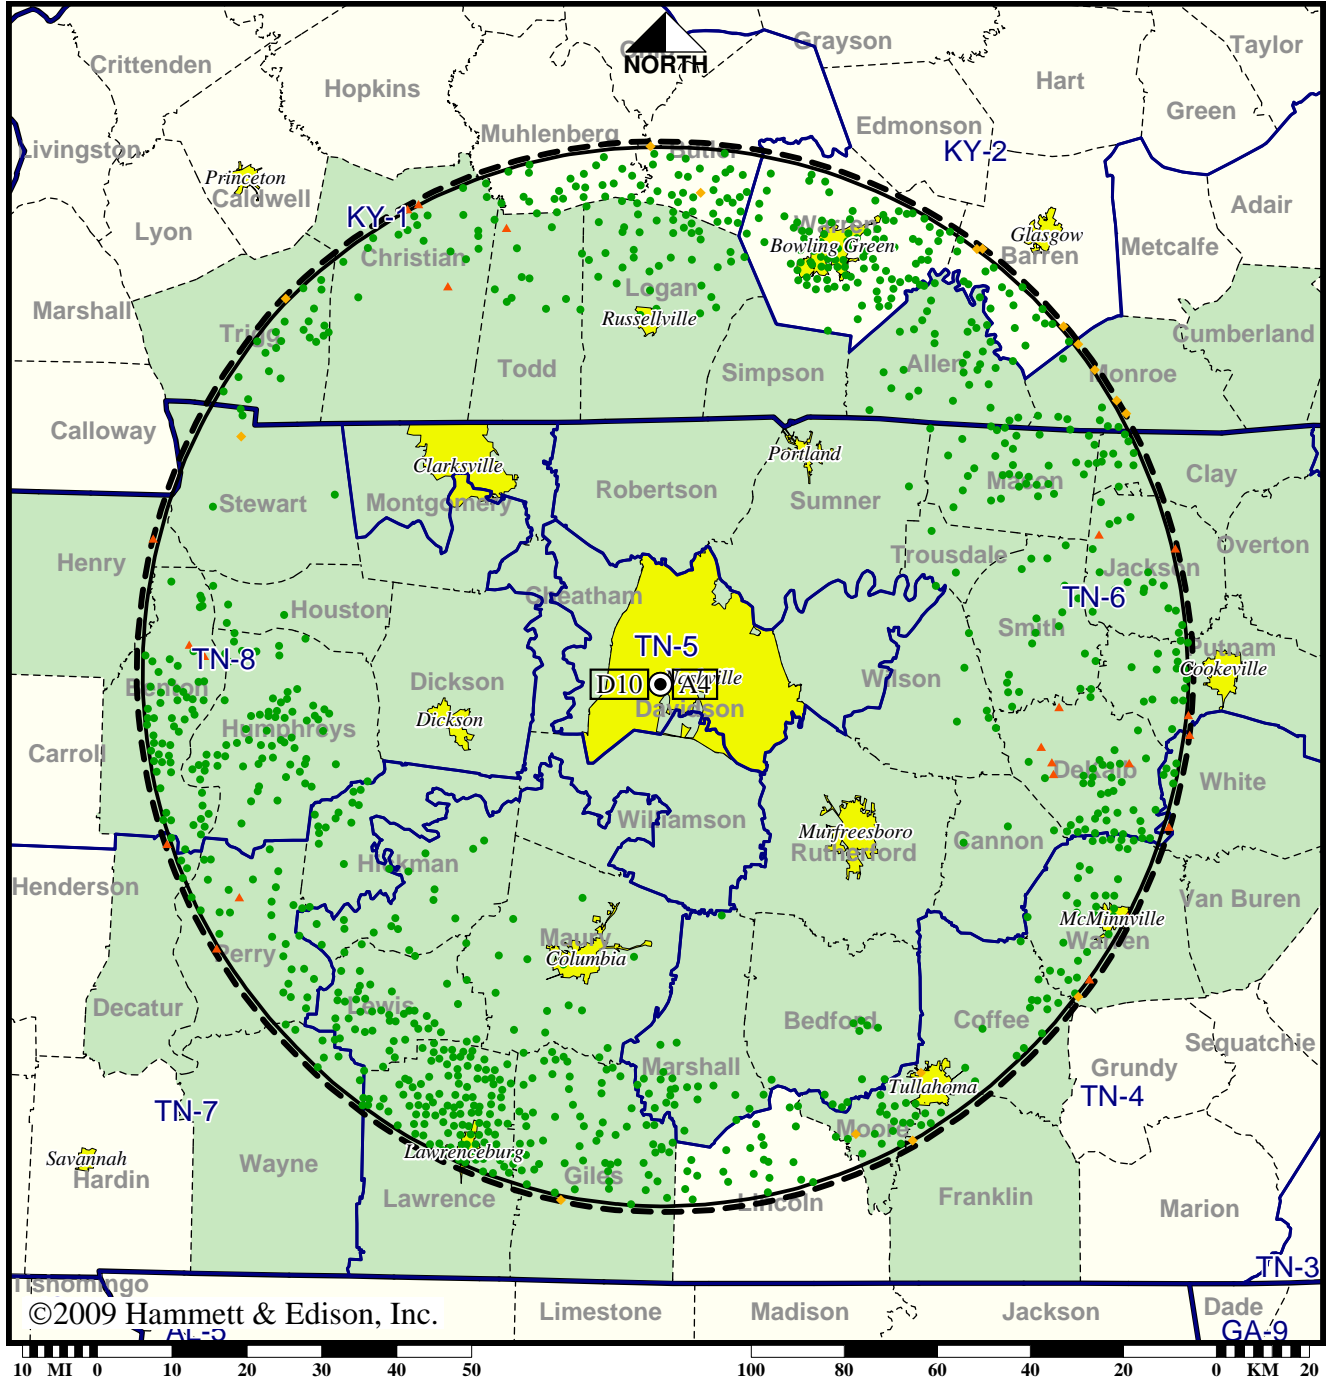 Grayson
Taylor
Crittenden
Hopkins
Hart
Green
NORTH
Muhlenberg
Edmonson
Livingston
Butler
KY-2
Princeton
Caldwell
Adair
KY-1
Lyon
Warren
Glasgow
Bowling Green
Barren
Metcalfe
Christian
Logan
Marshall
Russellville
Trigg
Cumberland
Todd
Simpson
Allen
Monroe
Calloway
Portland
Clarksville
Clay
Macon
Robertson
Sumner
Stewart
Montgomery
Henry
Trousdale
Overton
Jackson
Cheatham
Houston
TN-6
Smith
TN-5
Putnam
TN-8
Cookeville
Benton
Dickson
D10
A4
Nashville
Wilson
Davidson
Dickson
Humphreys
Carroll
DeKalb
White
Williamson
Murfreesboro
Rutherford
Cannon
Hickman
Henderson
Van Buren
McMinnville
Warren
Maury
Perry
Columbia
Decatur
Lewis
Bedford
Coffee
Sequatchie
Marshall
Grundy
Tullahoma
TN-4
TN-7
Moore
Lawrenceburg
Savannah
Hardin
Wayne
Giles
Lawrence
Lincoln
Franklin
Marion
TN-3
Tishomingo
©2009 Hammett & Edison, Inc.
Limestone
Madison
Jackson
Dade
AL-5
GA-9
10 MI 0 10 20 30 40 50 100 80 60 40 20 0 KM 20